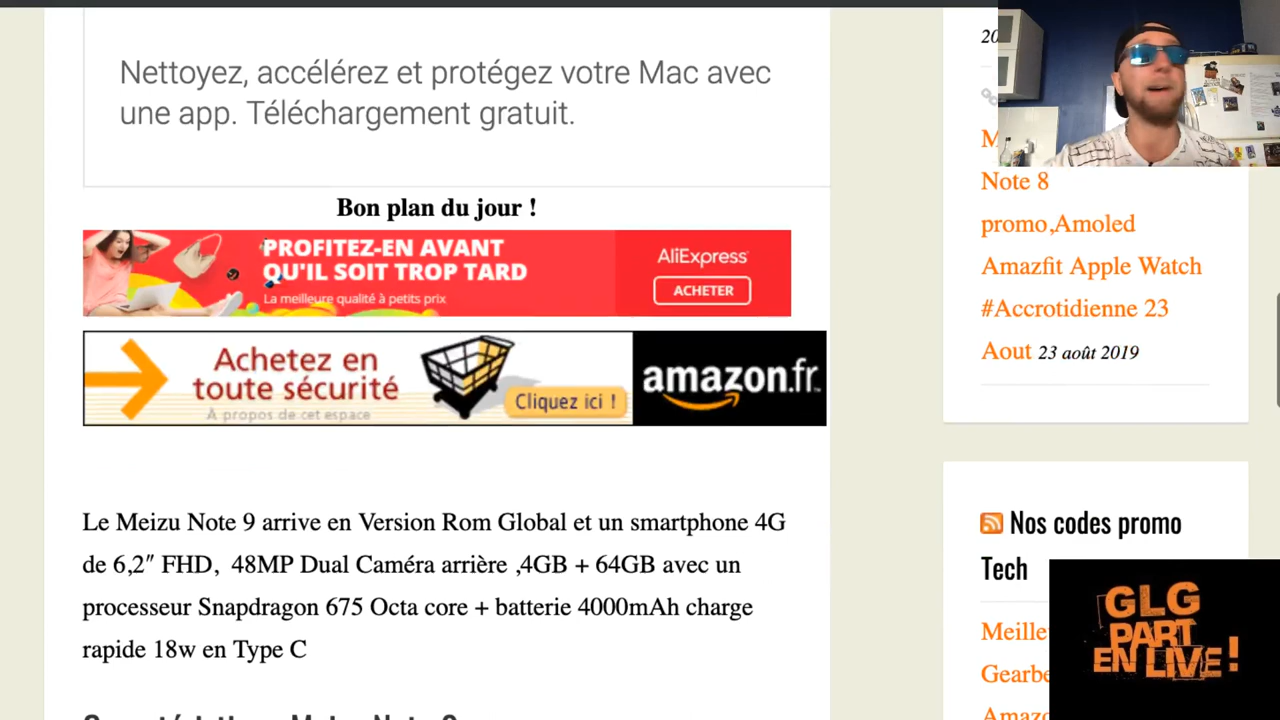 Nettoyez, accélérez et protégez votre Mac avec
une app. Téléchargement gratuit.
Bon plan du jour !
PROFITEZ-EN AVANT
QU'IL SOIT TROP TARD
La meilleure qualité à petits prix
AliExpress
ACHETER
Achetez en
toute sécurité
À propos de cet espace
Cliquez ici !
amazon.fr
Le Meizu Note 9 arrive en Version Rom Global et un smartphone 4G
de 6,2″ FHD, 48MP Dual Caméra arrière ,4GB + 64GB avec un
processeur Snapdragon 675 Octa core + batterie 4000mAh charge
rapide 18w en Type C
20
M
Note 8
promo,Amoled
Amazfit Apple Watch
#Accrotidienne 23
Aout 23 août 2019
Nos codes promo
Tech
Meille
Gearbe
Amazo
GLG
PART
EN LIVE !